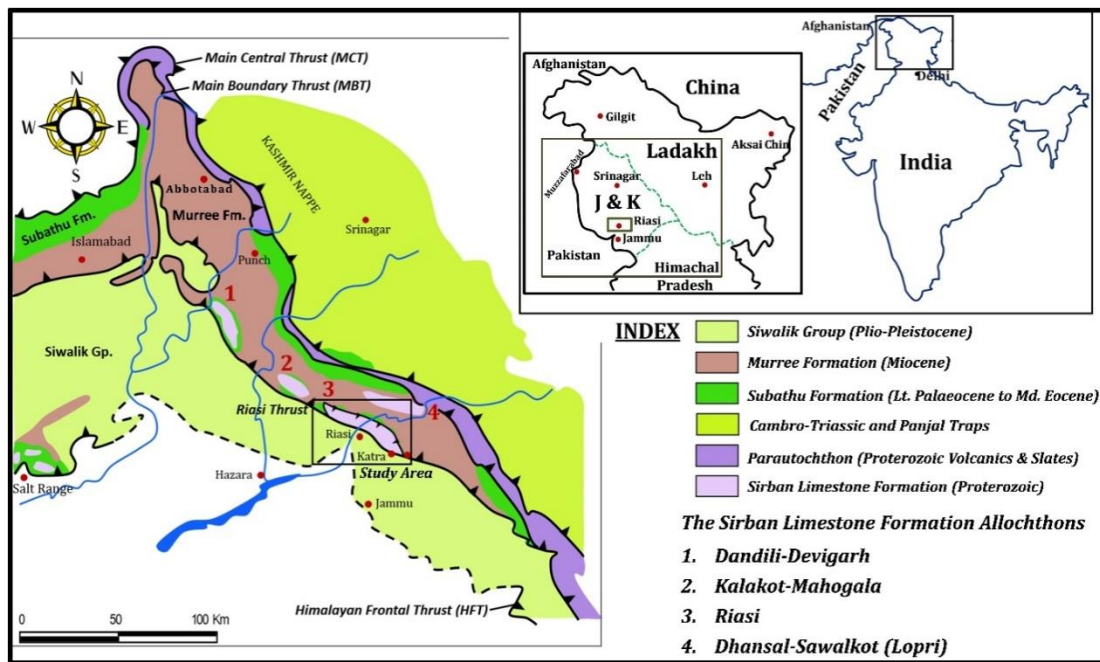 Main Central Thrust (MCT)
Main Boundary Thrust (MBT)
N
W
E
S
KASHMIR NAPPE
Abbotabad
Murree Fm.
Subathu Fm.
Srinagar
Islamabad
Punch
1
Siwalik Gp.
2
3
4
Riasi Thrust
Riasi
Katra
Study Area
Hazara
Salt Range
Jammu
Himalayan Frontal Thrust (HFT)
0 50 100 Km
Afghanistan
China
Gilgit
Aksai Chin
Ladakh
Muzzafarabad
Srinagar
Leh
J & K
Riasi
Jammu
Pakistan
Himachal
Pradesh
Afghanistan
Pakistan
Delhi
India
INDEX
Siwalik Group (Plio-Pleistocene)
Murree Formation (Miocene)
Subathu Formation (Lt. Palaeocene to Md. Eocene)
Cambro-Triassic and Panjal Traps
Parautochthon (Proterozoic Volcanics & Slates)
Sirban Limestone Formation (Proterozoic)
The Sirban Limestone Formation Allochthons
1. Dandili-Devigarh
2. Kalakot-Mahogala
3. Riasi
4. Dhansal-Sawalkot (Lopri)